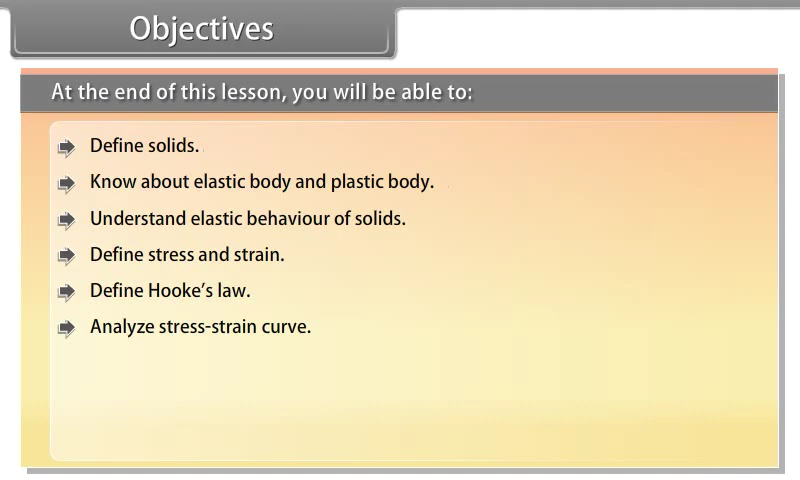 Objectives
At the end of this lesson, you will be able to:
Define solids.
Know about elastic body and plastic body.
Understand elastic behaviour of solids.
Define stress and strain.
Define Hooke's law.
Analyze stress-strain curve.